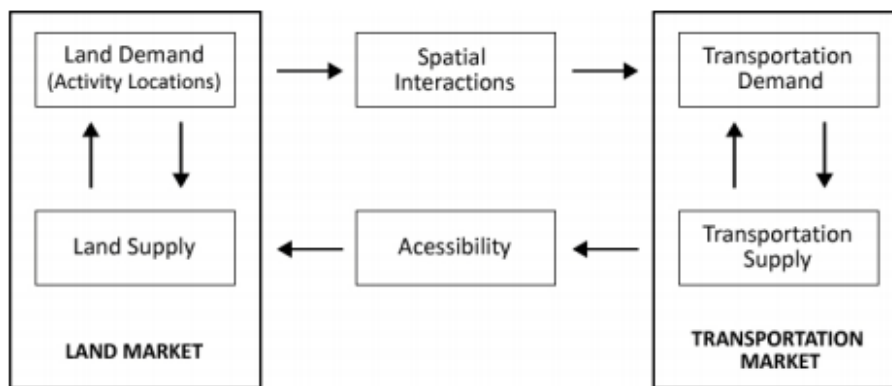 Land Demand
(Activity Locations)
Spatial
Interactions
Transportation
Demand
Land Supply
Acessibility
Transportation
Supply
LAND MARKET
TRANSPORTATION
MARKET